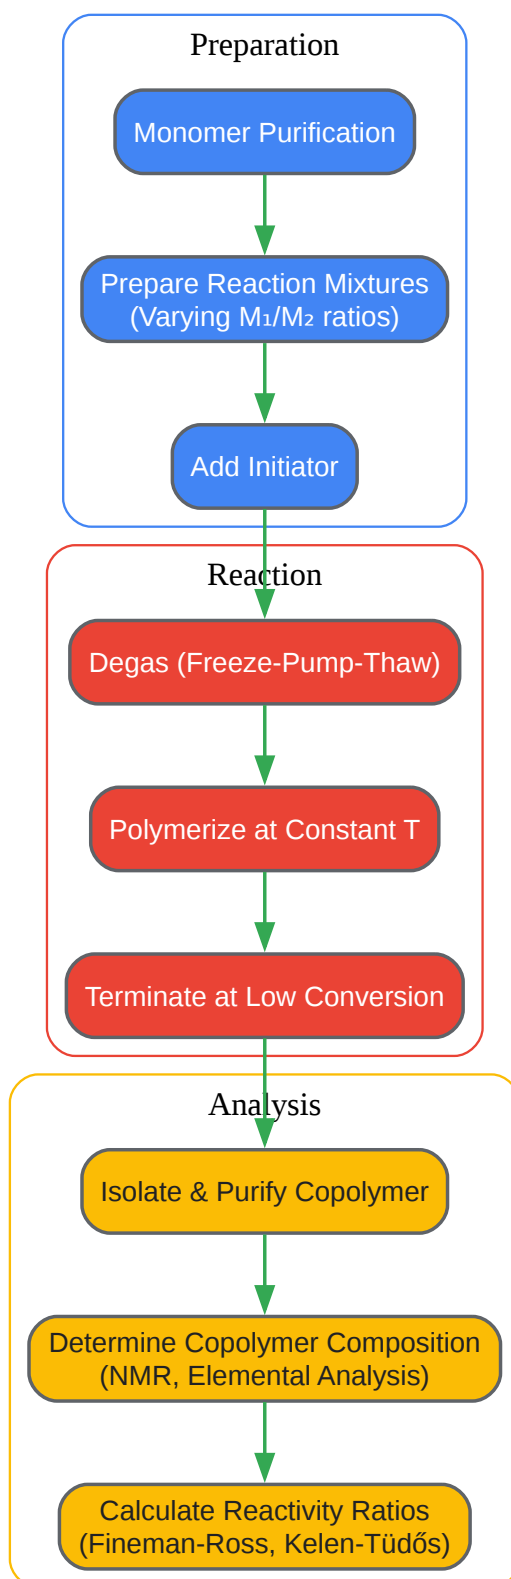 Preparation
Monomer Purification
Prepare Reaction Mixtures
(Varying M₁/M₂ ratios)
Add Initiator
Reaction
Degas (Freeze-Pump-Thaw)
Polymerize at Constant T
Terminate at Low Conversion
Analysis
Isolate & Purify Copolymer
Determine Copolymer Composition
(NMR, Elemental Analysis)
Calculate Reactivity Ratios
(Fineman-Ross, Kelen-Tüdős)